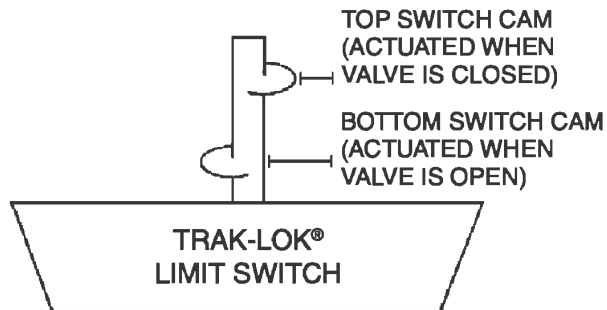 TOP SWITCH CAM
(ACTUATED WHEN
VALVE IS CLOSED)
BOTTOM SWITCH CAM
(ACTUATED WHEN
VALVE IS OPEN)
TRAK-LOK®
LIMIT SWITCH